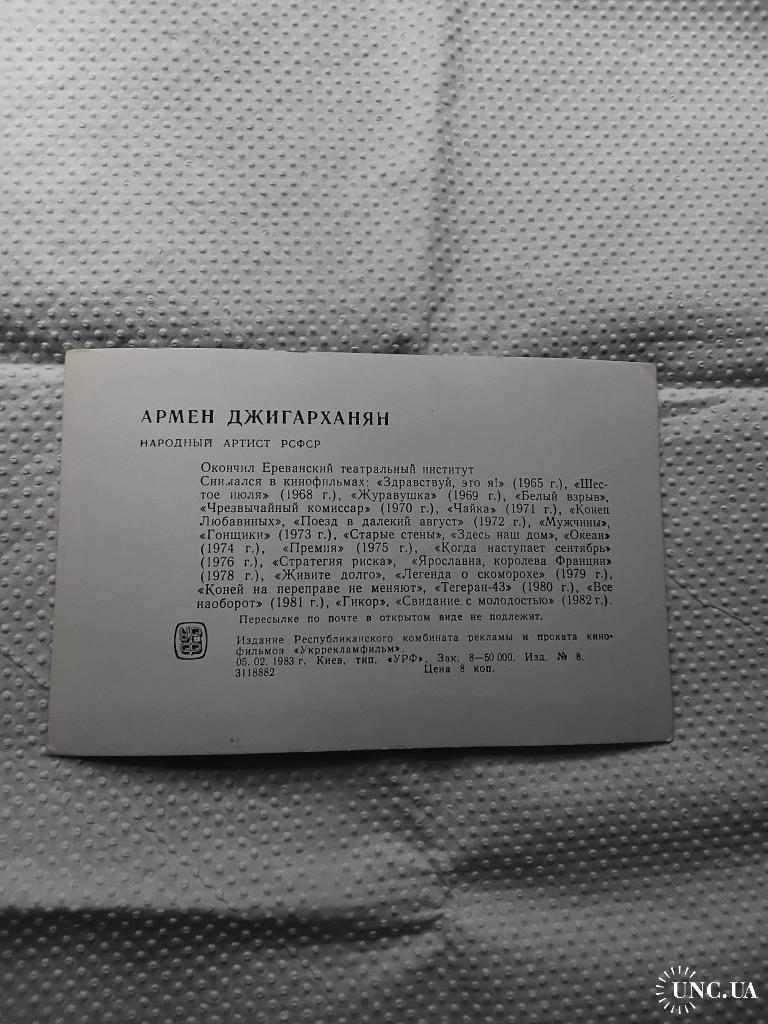 АРМЕН ДЖИГАРХАНЯН
НАРОДНЫЙ АРТИСТ РСФСР
Окончил Ереванский театральный институт
Снимался в кинофильмах: «Здравствуй, это я!» (1965 г.), «Шес-
тое июля» (1968 г.), «Журавушка» (1969 г.), «Белый взрыв»,
«Чрезвычайный комиссар» (1970 г.), «Чайка» (1971 г.), «Конец
Любавиных», «Поезд в далекий август» (1972 г.), «Мужчины»,
«Гонщики» (1973 г.), «Старые стены», «Здесь наш дом», «Океан»
(1974 г.), «Премия» (1975 г.), «Когда наступает сентябрь»
(1976 г.), «Стратегия риска», «Ярославна, королева Франции»
(1978 г.), «Живите долго», «Легенда о скоморохе» (1979 г.),
«Коней на переправе не меняют», «Тегеран-43» (1980 г.), «Все
наоборот» (1981 г.), «Гикор», «Свидание с молодостью» (1982 г.).
Пересылке по почте в открытом виде не подлежит.
Издание Республиканского комбината рекламы и проката кино-
фильмов «Укррекламфильм».
05. 02. 1983 г. Киев, тип. «УРФ». Зак. 8—50 000. Изд. № 8.
3118882 Цена 8 коп.
UNC.UA